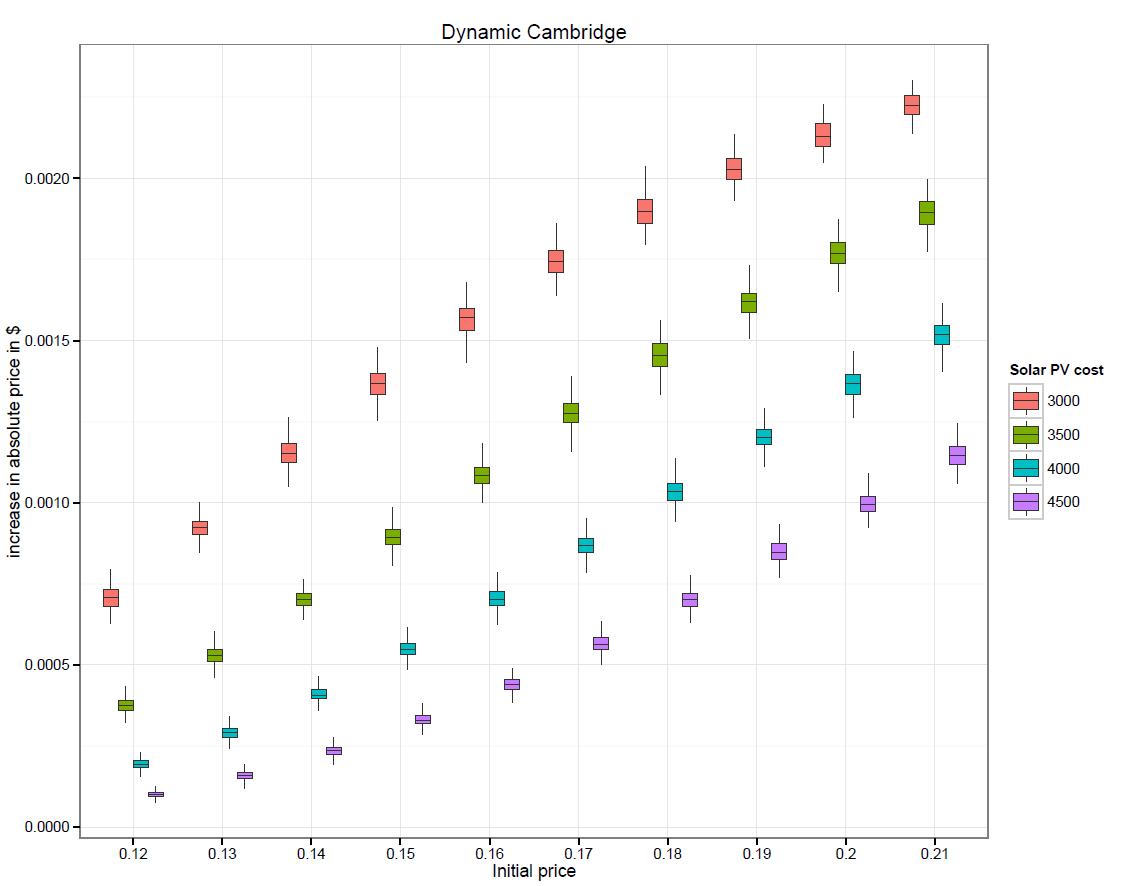 Dynamic Cambridge
increase in absolute price in $
0.0020
0.0015
0.0010
0.0005
0.0000
0.12 0.13 0.14 0.15 0.16 0.17 0.18 0.19 0.2 0.21
Initial price
Solar PV cost
3000
3500
4000
4500